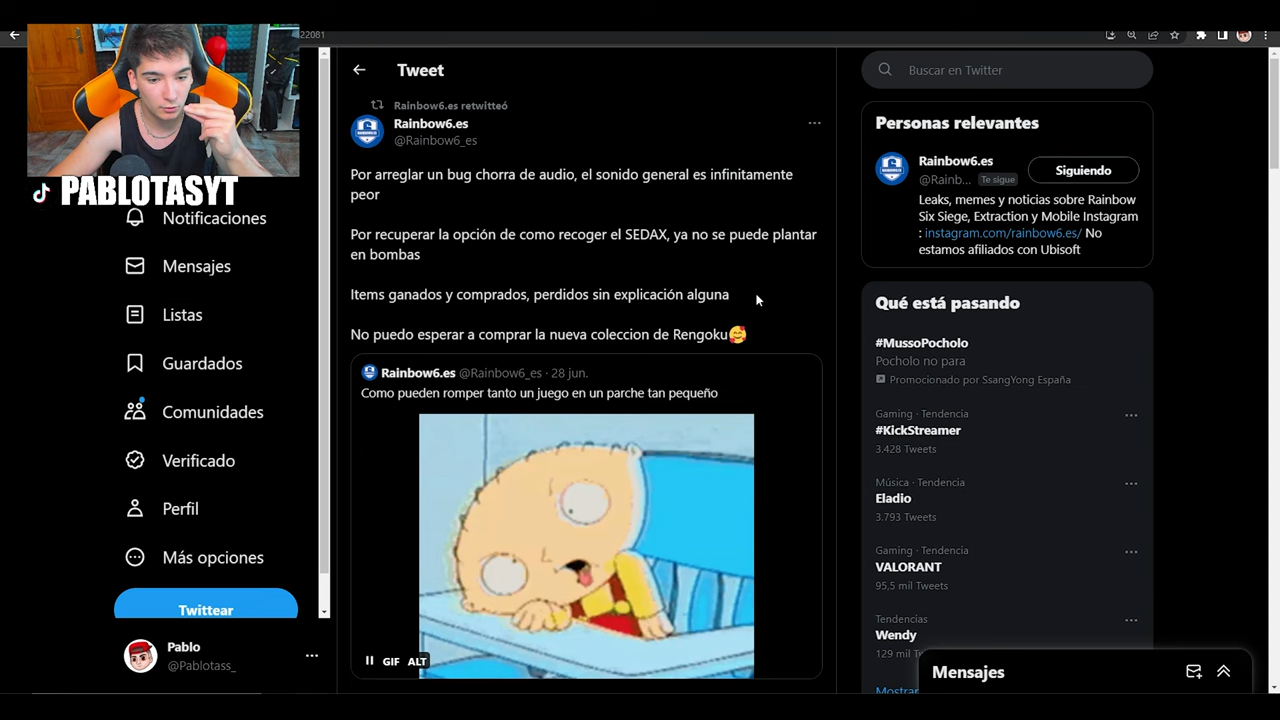 22081
PABLOTASYT
Notificaciones
Mensajes
Listas
Guardados
Comunidades
Verificado
Perfil
Más opciones
Twittear
Pablo
@Pablotass_
Tweet
Rainbow6.es retwitteó
Rainbow6.es
@Rainbow6_es
Por arreglar un bug chorra de audio, el sonido general es infinitamente
peor
Por recuperar la opción de como recoger el SEDAX, ya no se puede plantar
en bombas
Items ganados y comprados, perdidos sin explicación alguna
No puedo esperar a comprar la nueva coleccion de Rengoku🥰
Rainbow6.es @Rainbow6_es · 28 jun.
Como pueden romper tanto un juego en un parche tan pequeño
GIF ALT
Buscar en Twitter
Personas relevantes
Rainbow6.es
@Rainb... Te sigue
Siguiendo
Leaks, memes y noticias sobre Rainbow
Six Siege, Extraction y Mobile Instagram
: instagram.com/rainbow6.es/ No
estamos afiliados con Ubisoft
Qué está pasando
#MussoPocholo
Pocholo no para
Promocionado por SsangYong España
Gaming · Tendencia
#KickStreamer
3.428 Tweets
Música · Tendencia
Eladio
3.793 Tweets
Gaming · Tendencia
VALORANT
95,5 mil Tweets
Tendencias
Wendy
129 mil
Mostrar
Mensajes